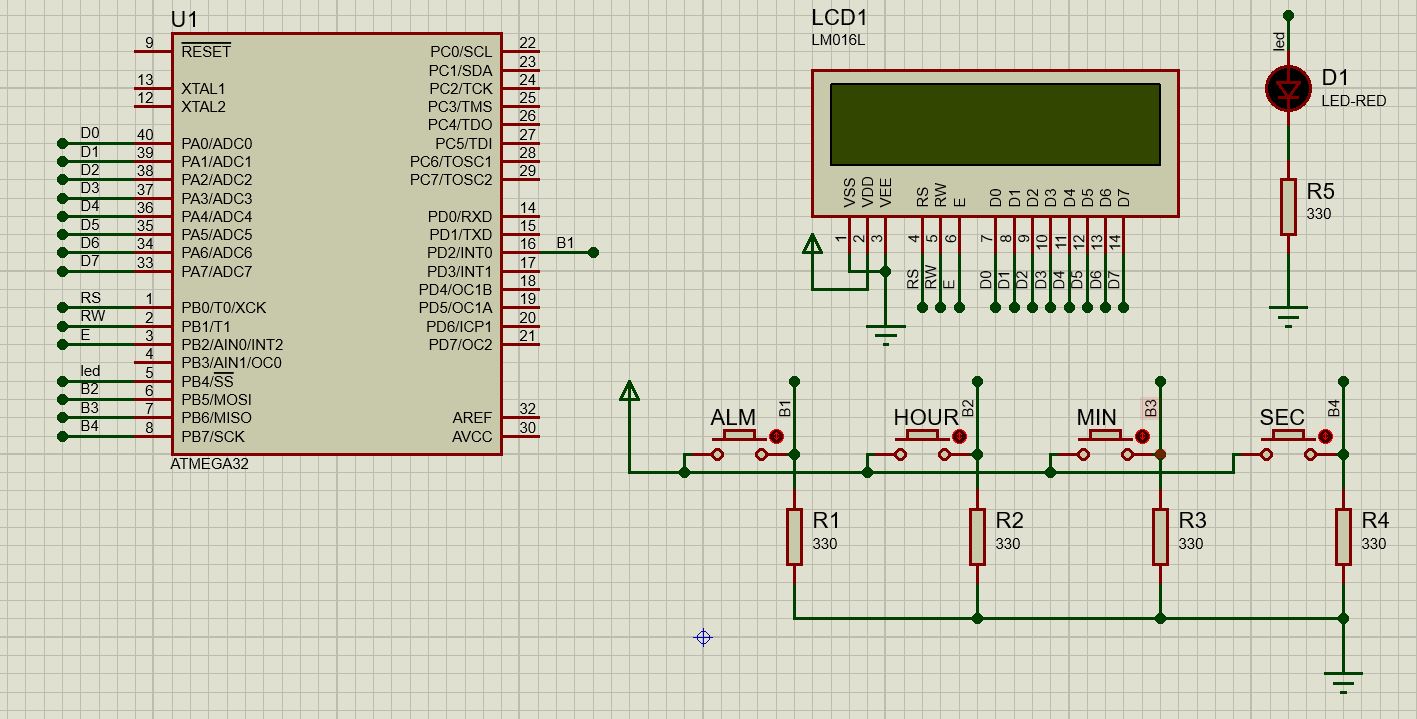 U1
9 RESET
13 XTAL1
12 XTAL2
D0 40 PA0/ADC0
D1 39 PA1/ADC1
D2 38 PA2/ADC2
D3 37 PA3/ADC3
D4 36 PA4/ADC4
D5 35 PA5/ADC5
D6 34 PA6/ADC6
D7 33 PA7/ADC7
RS 1 PB0/T0/XCK
RW 2 PB1/T1
E 3 PB2/AIN0/INT2
4 PB3/AIN1/OC0
led 5 PB4/SS
B2 6 PB5/MOSI
B3 7 PB6/MISO
B4 8 PB7/SCK
PC0/SCL 22
PC1/SDA 23
PC2/TCK 24
PC3/TMS 25
PC4/TDO 26
PC5/TDI 27
PC6/TOSC1 28
PC7/TOSC2 29
PD0/RXD 14
PD1/TXD 15
PD2/INT0 16 B1
PD3/INT1 17
PD4/OC1B 18
PD5/OC1A 19
PD6/ICP1 20
PD7/OC2 21
AREF 32
AVCC 30
ATMEGA32
LCD1
LM016L
VSS VDD VEE RS RW E D0 D1 D2 D3 D4 D5 D6 D7
1 2 3 4 5 6 7 8 9 10 11 12 13 14
RS RW E D0 D1 D2 D3 D4 D5 D6 D7
led
D1
LED-RED
R5
330
ALM B1 HOUR B2 MIN B3 SEC B4
R1 R2 R3 R4
330 330 330 330